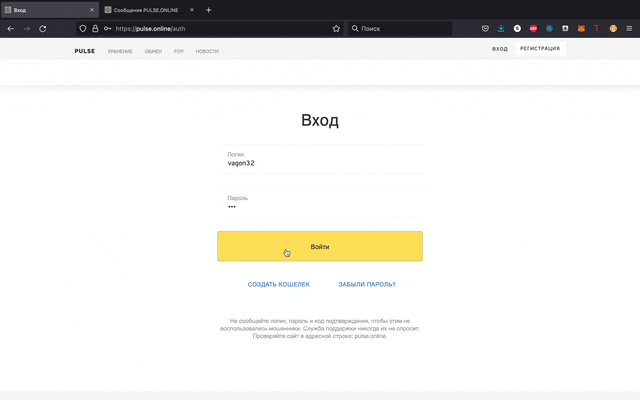 Вход
Сообщения PULSE.ONLINE
https://pulse.online/auth
Поиск
PULSE ХРАНЕНИЕ ОБМЕН P2P НОВОСТИ ВХОД РЕГИСТРАЦИЯ
Вход
Логин
vagon32
Пароль
•••
Войти
СОЗДАТЬ КОШЕЛЕК ЗАБЫЛИ ПАРОЛЬ?
Не сообщайте логин, пароль и код подтверждения, чтобы этим не
воспользовались мошенники. Служба поддержки никогда их не спросит.
Проверяйте сайт в адресной строке: pulse.online.